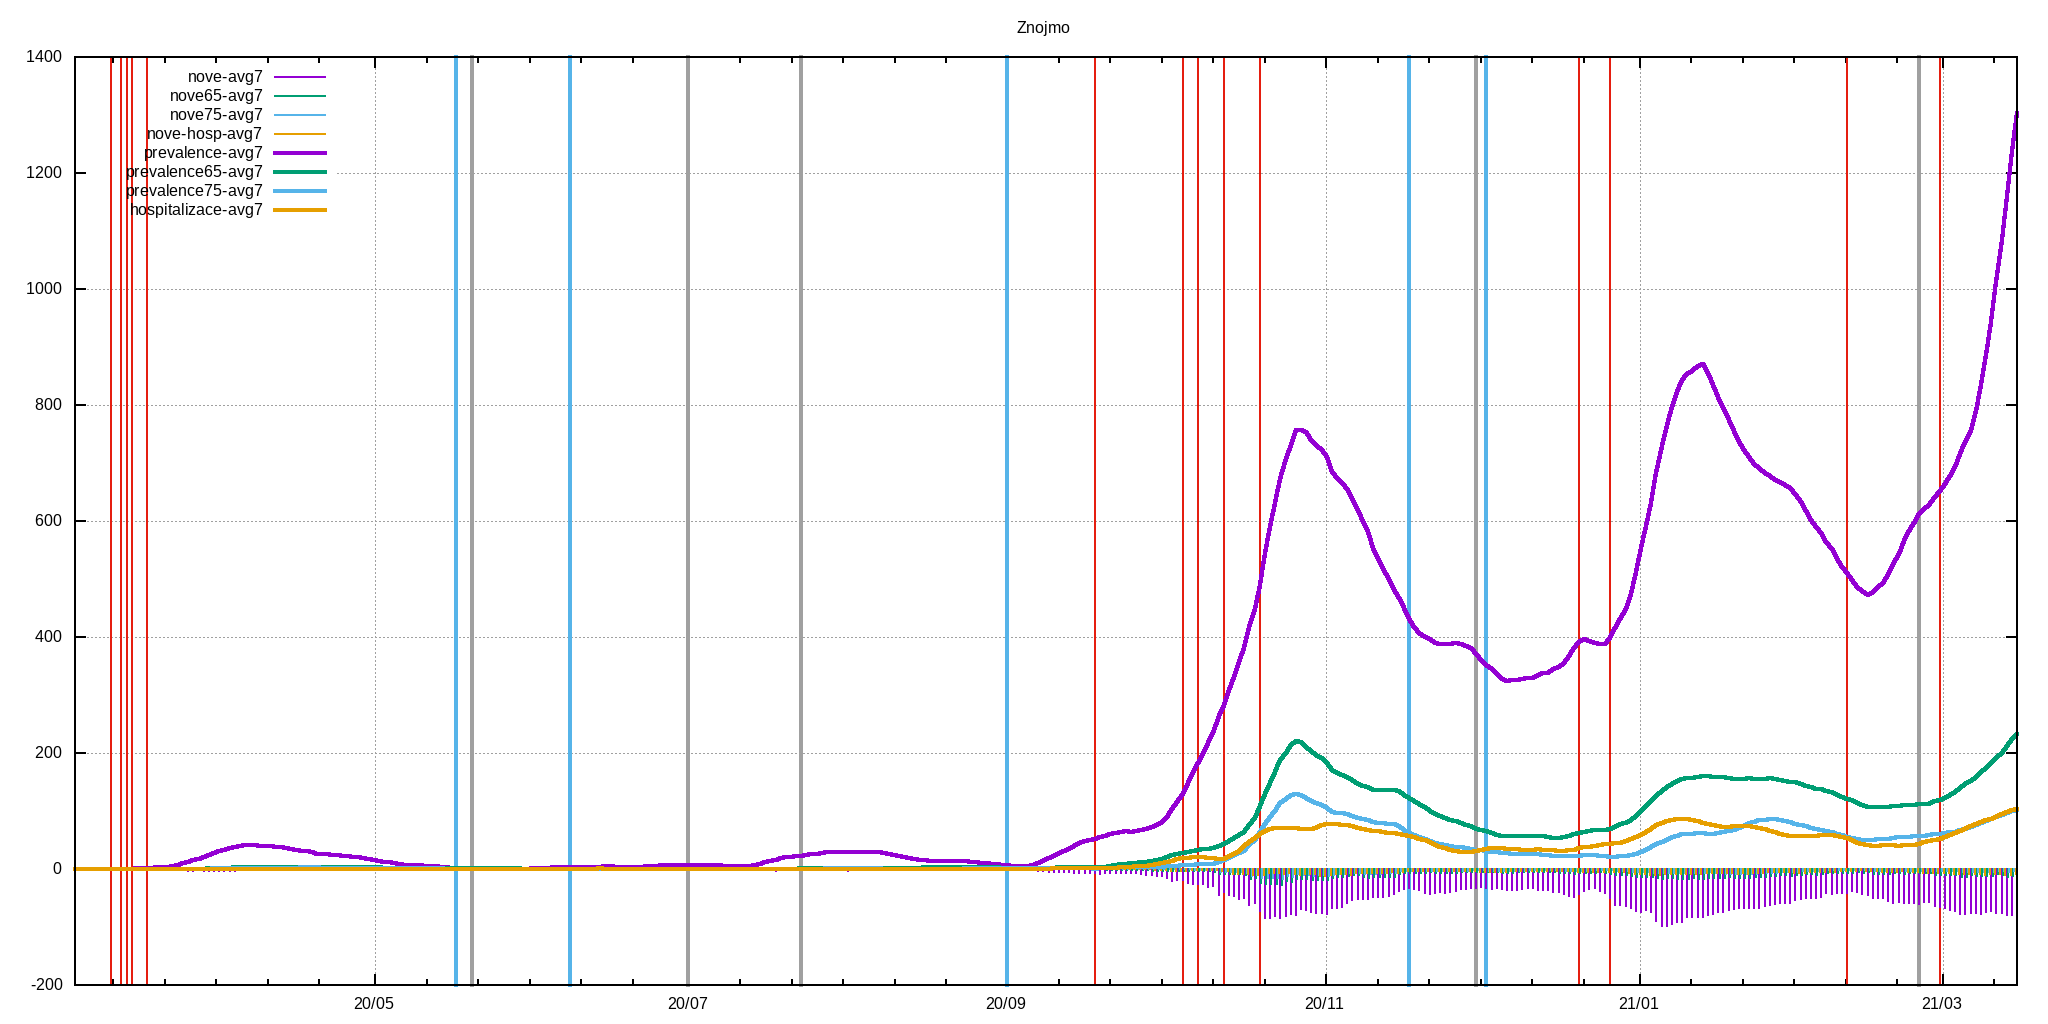 Znojmo
1400
1200
1000
800
600
400
200
0
-200
nove-avg7
nove65-avg7
nove75-avg7
nove-hosp-avg7
prevalence-avg7
prevalence65-avg7
prevalence75-avg7
hospitalizace-avg7
20/05 20/07 20/09 20/11 21/01 21/03